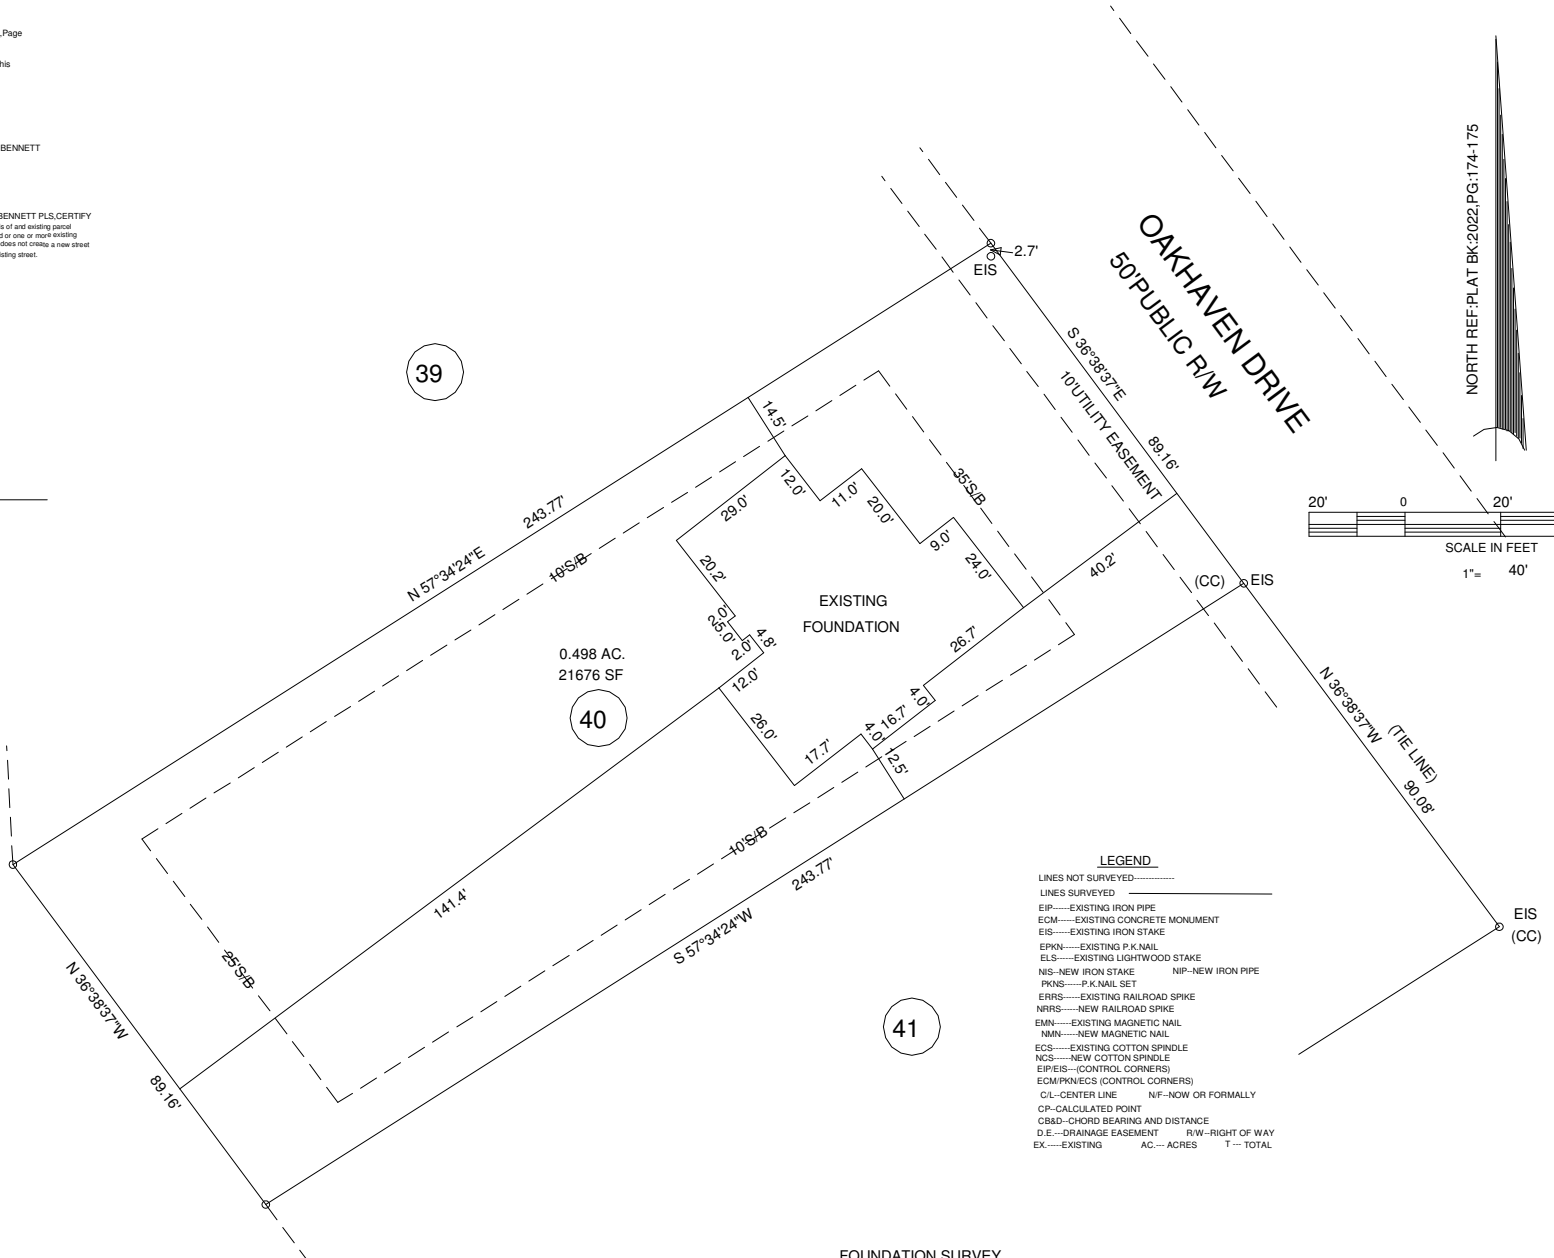 ,Page
his
BENNETT
BENNETT PLS,CERTIFY
s of and existing parcel
d or one or more existing
does not create a new street
isting street.
39
14.5'
243.77'
N 57°34'24"E
10'S/B
EIS
2.7'
OAKHAVEN DRIVE
50'PUBLIC R/W
S 36°38'37"E
89.16'
10'UTILITY EASEMENT
35'S/B
NORTH REF:PLAT BK:2022,PG:174-175
20' 0 20'
SCALE IN FEET
1"= 40'
29.0'
12.0'
11.0'
20.0'
9.0'
24.0'
40.2'
20.2'
EXISTING
FOUNDATION
5.0'
2.0'
4.8'
12.0'
26.0'
17.7'
4.0'
16.7'
4.0'
26.7'
12.5'
0.498 AC.
21676 SF
40
(CC) EIS
N 36°38'37"W
(TIE LINE)
90.08'
EIS
(CC)
141.4'
10'S/B
243.77'
S 57°34'24"W
25'S/B
N 36°38'37"W
89.16'
41
LEGEND
LINES NOT SURVEYED--------------
LINES SURVEYED
EIP------EXISTING IRON PIPE
ECM------EXISTING CONCRETE MONUMENT
EIS------EXISTING IRON STAKE
EPKN------EXISTING P.K.NAIL
ELS------EXISTING LIGHTWOOD STAKE
NIS--NEW IRON STAKE NIP--NEW IRON PIPE
PKNS------P.K.NAIL SET
ERRS------EXISTING RAILROAD SPIKE
NRRS------NEW RAILROAD SPIKE
EMN------EXISTING MAGNETIC NAIL
NMN------NEW MAGNETIC NAIL
ECS------EXISTING COTTON SPINDLE
NCS------NEW COTTON SPINDLE
EIP/EIS---(CONTROL CORNERS)
ECM/PKN/ECS (CONTROL CORNERS)
C/L--CENTER LINE N/F--NOW OR FORMALLY
CP--CALCULATED POINT
CB&D--CHORD BEARING AND DISTANCE
D.E.---DRAINAGE EASEMENT R/W--RIGHT OF WAY
EX.-----EXISTING AC.--- ACRES T --- TOTAL
FOUNDATION SURVEY